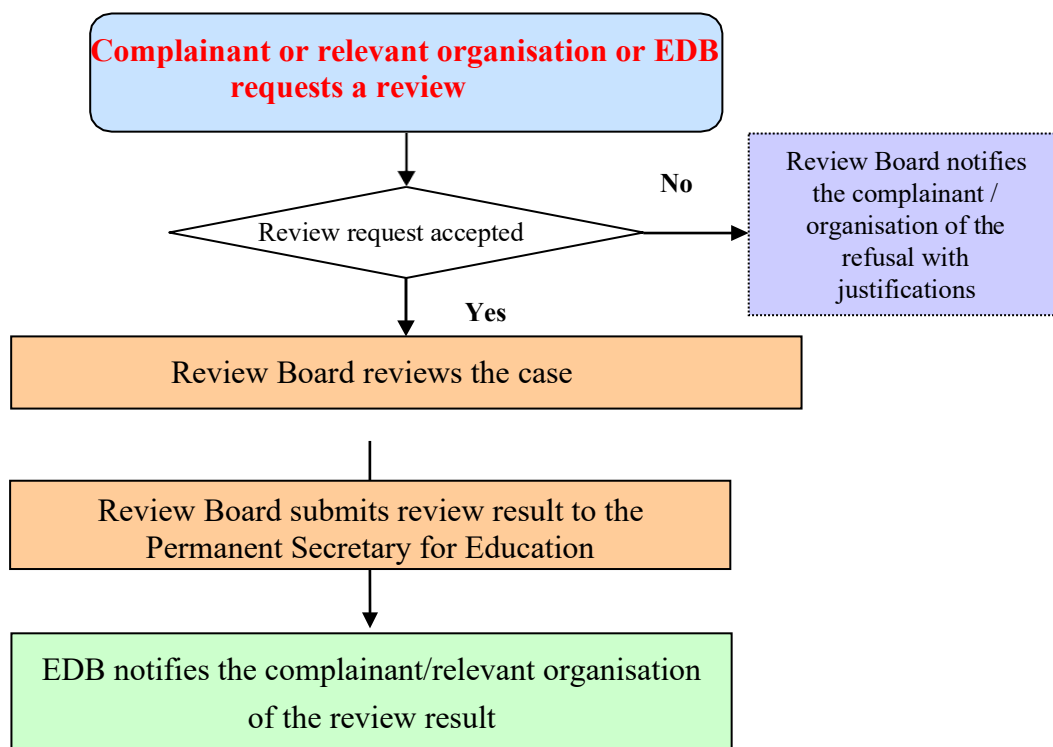 Complainant or relevant organisation or EDB
requests a review
No
Review Board notifies
the complainant /
organisation of the
refusal with
justifications
Review request accepted
Yes
Review Board reviews the case
Review Board submits review result to the
Permanent Secretary for Education
EDB notifies the complainant/relevant organisation
of the review result